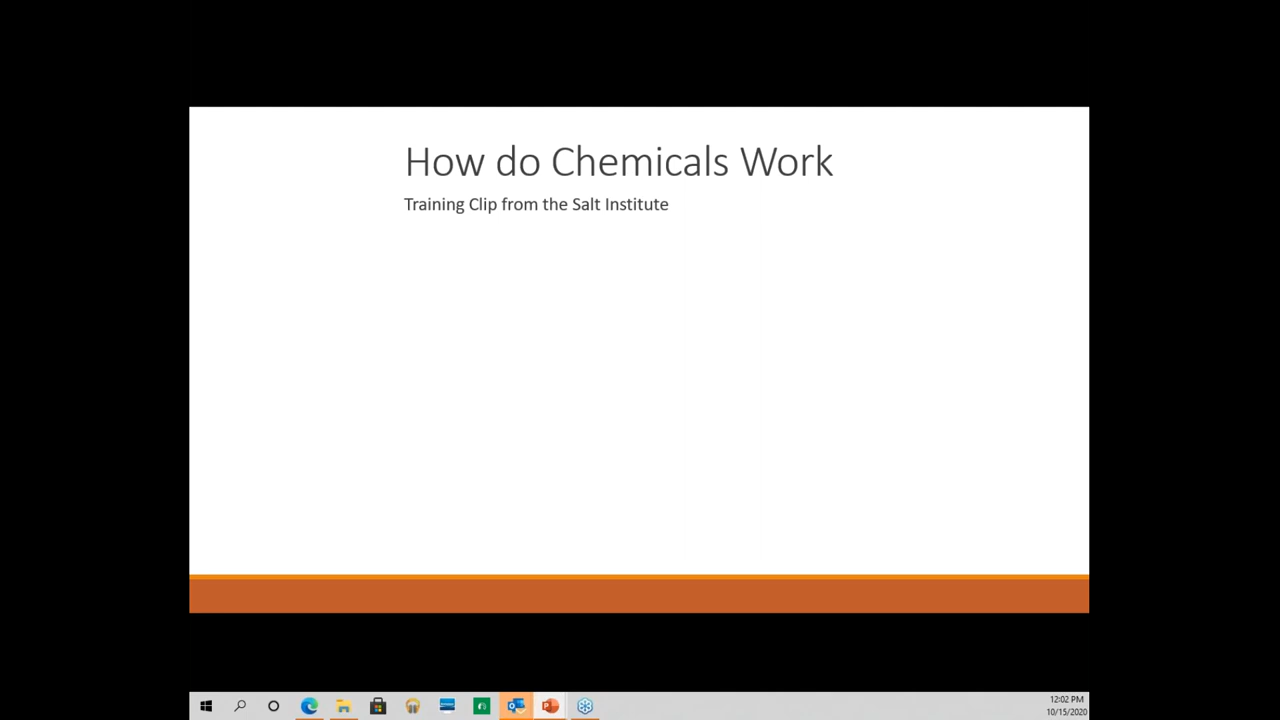 How do Chemicals Work
Training Clip from the Salt Institute
12:02 PM
10/15/2020